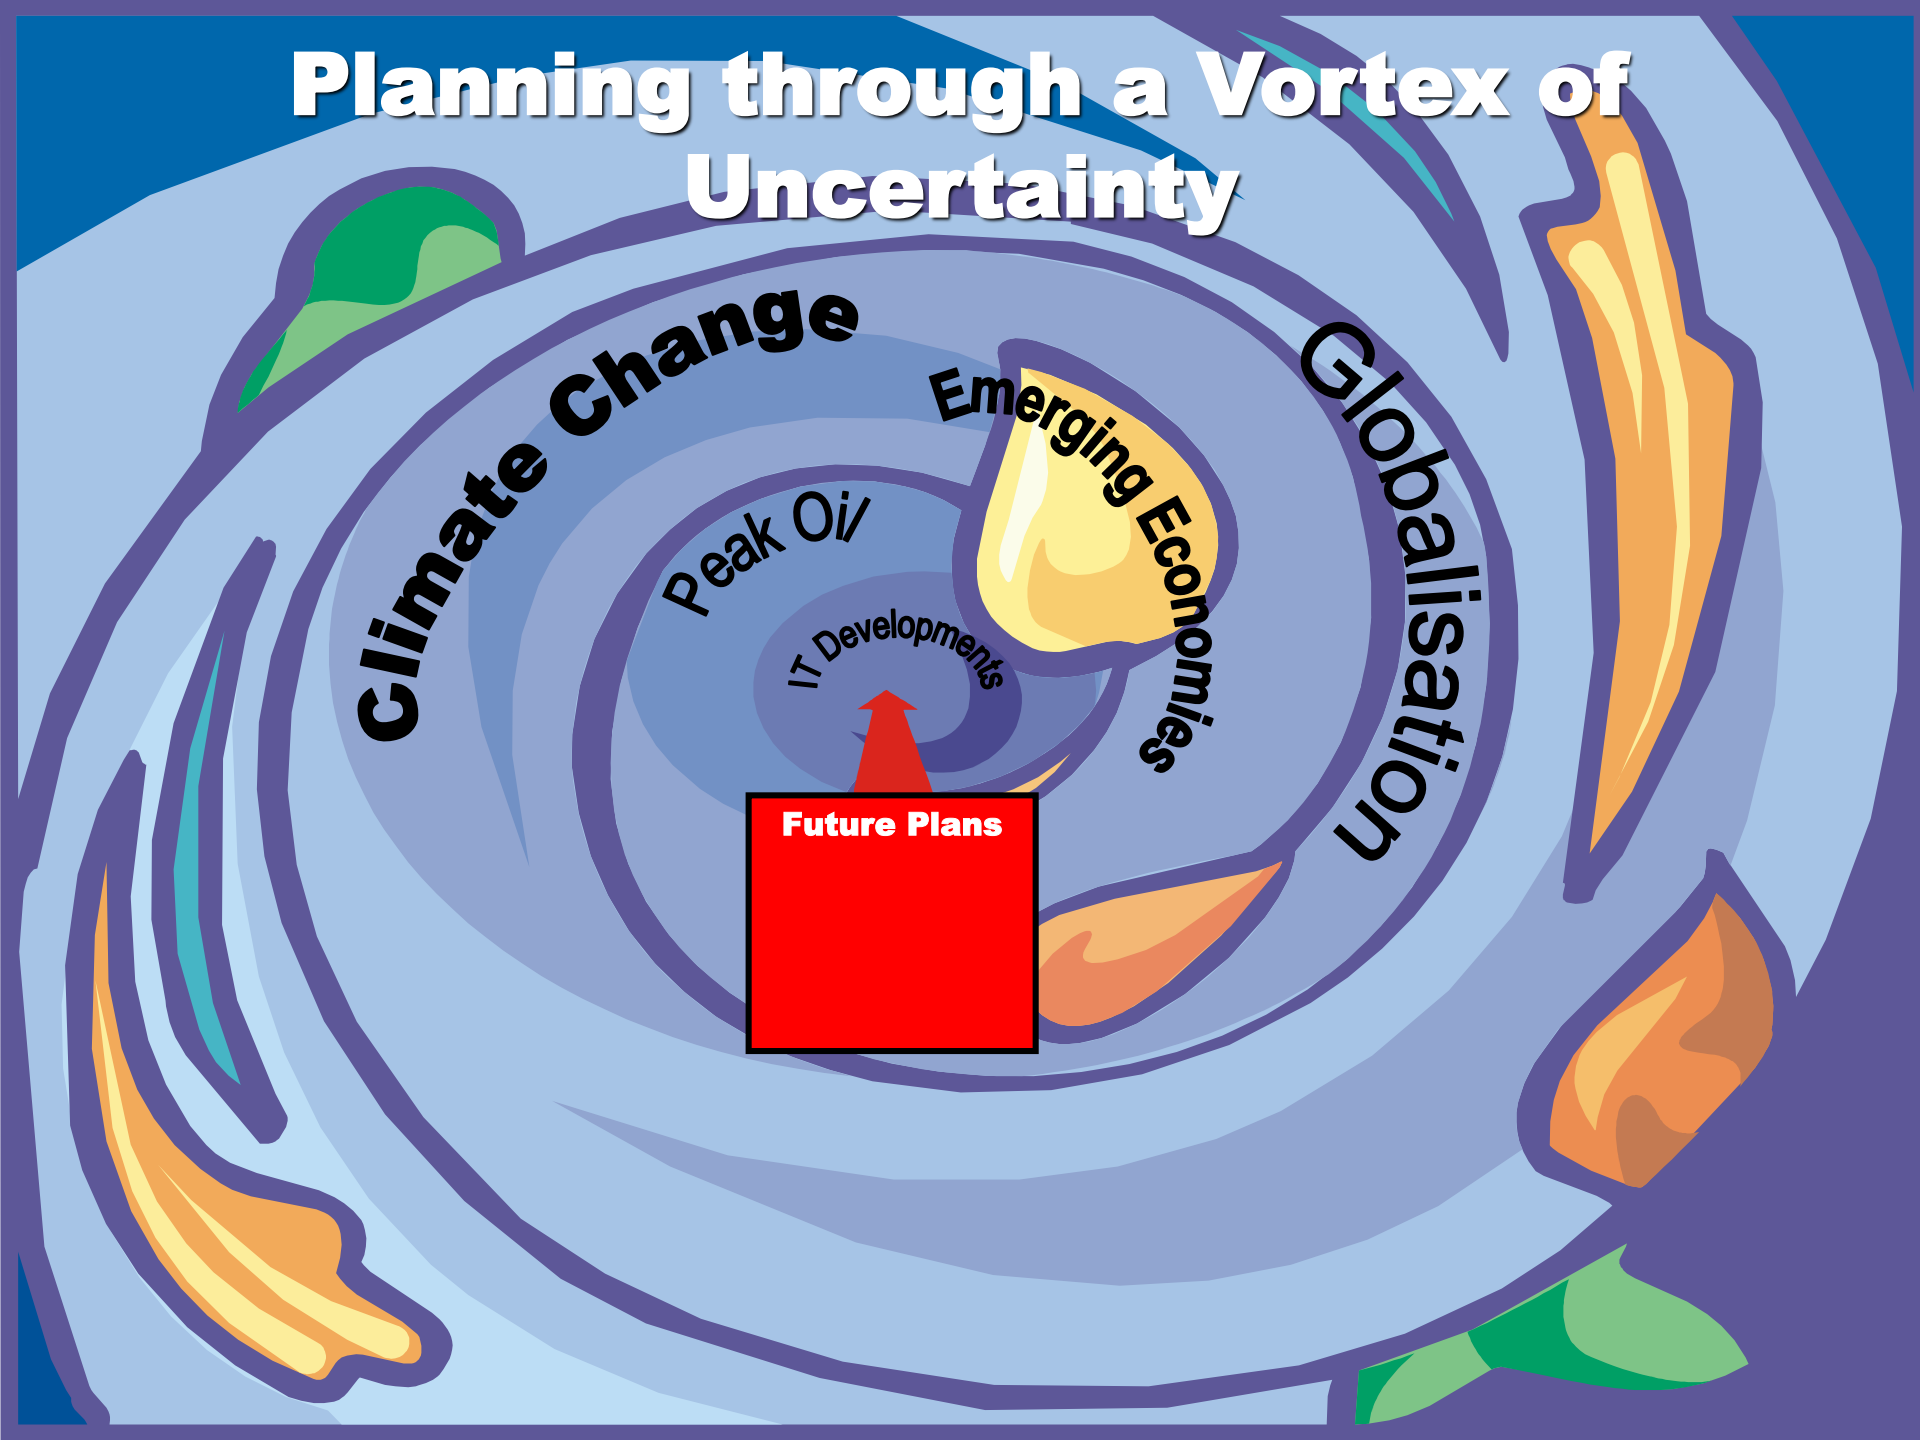 Planning through a Vortex of
Uncertainty
Climate Change
Emerging Economies
Globalisation
Peak Oil
IT Developments
Future Plans